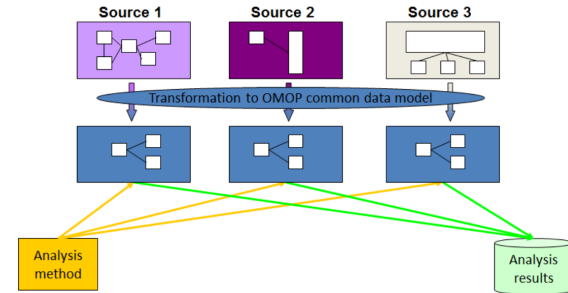 Source 1
Source 2
Source 3
Transformation to OMOP common data model
Analysis
method
Analysis
results